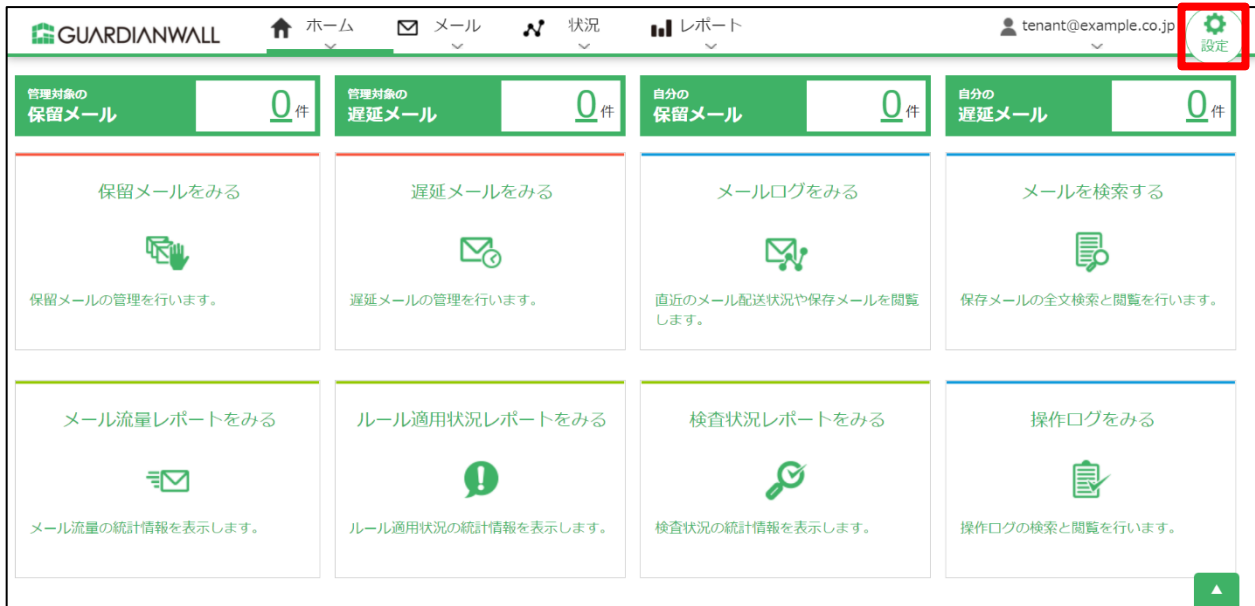 GUARDIANWALL
ホーム
メール
状況
レポート
tenant@example.co.jp
設定
管理対象の
保留メール
0件
管理対象の
遅延メール
0件
自分の
保留メール
0件
自分の
遅延メール
0件
保留メールをみる
保留メールの管理を行います。
遅延メールをみる
遅延メールの管理を行います。
メールログをみる
直近のメール配送状況や保存メールを閲覧
します。
メールを検索する
保存メールの全文検索と閲覧を行います。
メール流量レポートをみる
メール流量の統計情報を表示します。
ルール適用状況レポートをみる
ルール適用状況の統計情報を表示します。
検査状況レポートをみる
検査状況の統計情報を表示します。
操作ログをみる
操作ログの検索と閲覧を行います。